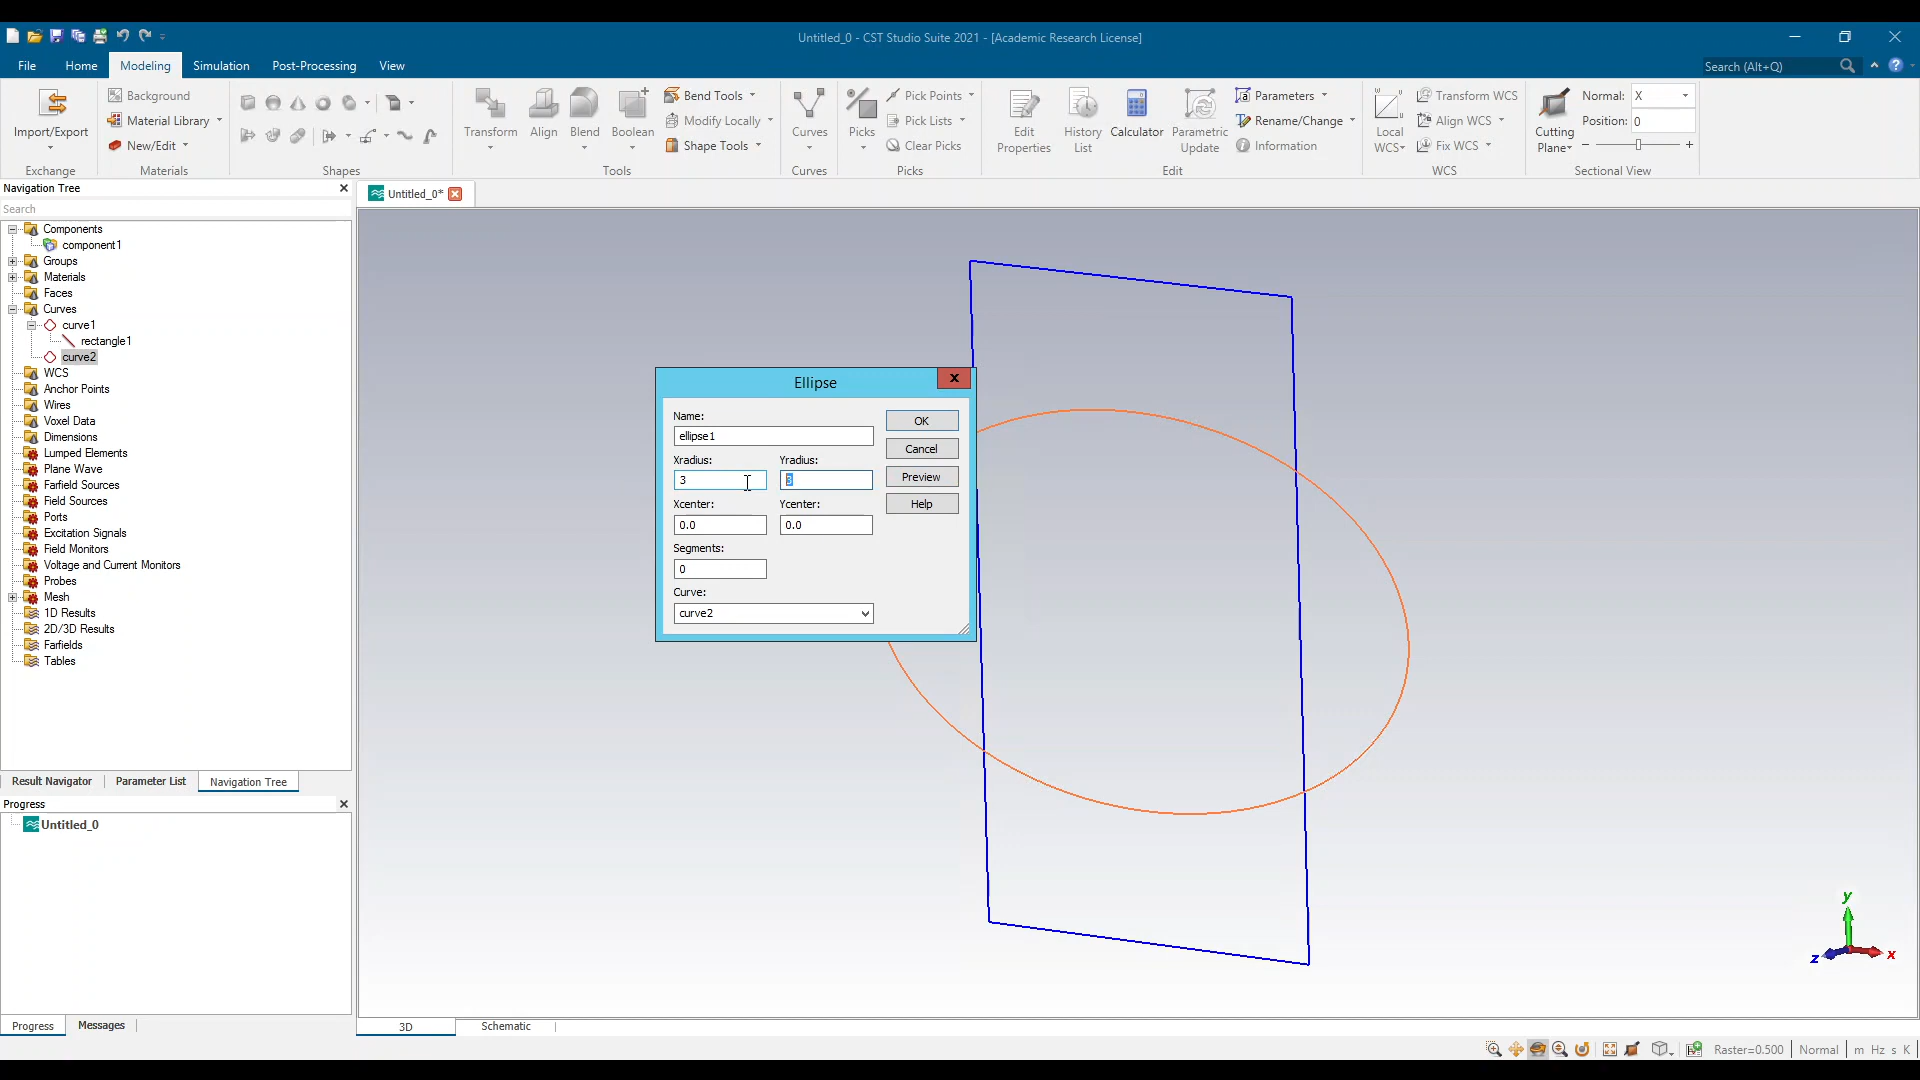 Untitled_0 - CST Studio Suite 2021 - [Academic Research License]
File Home Modeling Simulation Post-Processing View
Search (Alt+Q)
Import/Export
Exchange
Background
Material Library
New/Edit
Materials
Shapes
Transform
Align
Blend
Boolean
Bend Tools
Modify Locally
Shape Tools
Tools
Curves
Curves
Picks
Pick Points
Pick Lists
Clear Picks
Picks
Edit
Properties
History
List
Calculator
Parametric
Update
Parameters
Rename/Change
Information
Edit
Local
WCS
Transform WCS
Align WCS
Fix WCS
WCS
Cutting
Plane
Normal: X
Position: 0
Sectional View
Navigation Tree
Search
Components
component1
Groups
Materials
Faces
Curves
curve1
rectangle1
curve2
WCS
Anchor Points
Wires
Voxel Data
Dimensions
Lumped Elements
Plane Wave
Farfield Sources
Field Sources
Ports
Excitation Signals
Field Monitors
Voltage and Current Monitors
Probes
Mesh
1D Results
2D/3D Results
Farfields
Tables
Result Navigator Parameter List Navigation Tree
Progress
Untitled_0
Progress Messages
Untitled_0*
Ellipse
Name:
ellipse1
Xradius: Yradius:
3 3
Xcenter: Ycenter:
0.0 0.0
Segments:
0
Curve:
curve2
OK
Cancel
Preview
Help
y
z
x
3D Schematic
Raster=0.500 Normal m Hz s K